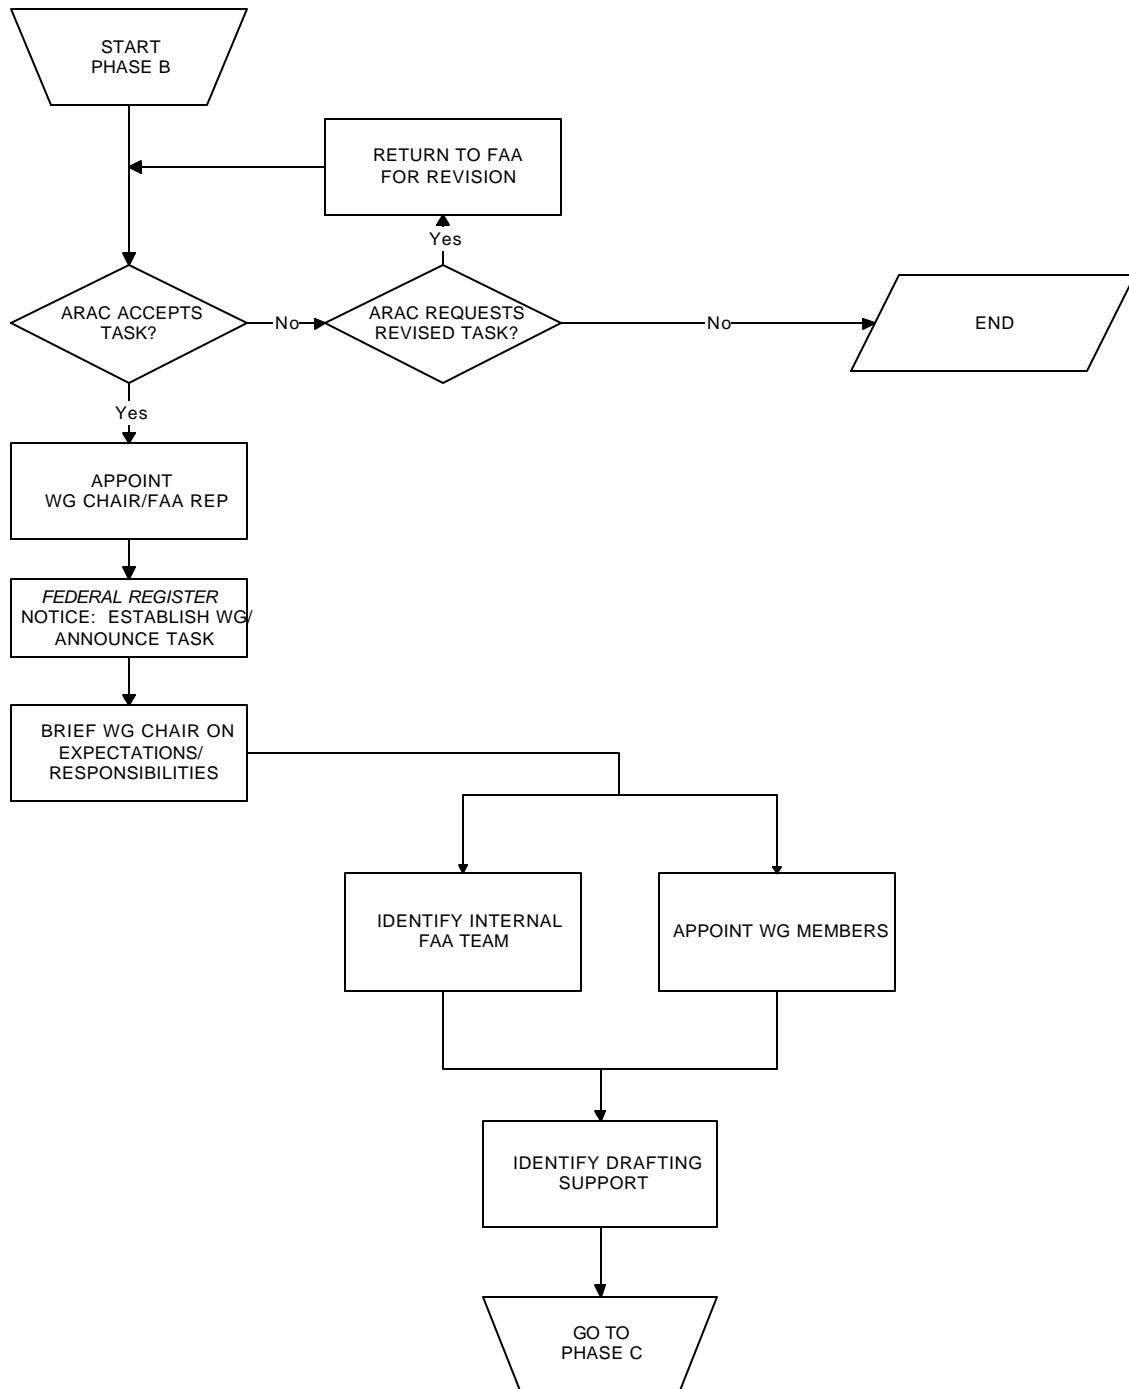 START
PHASE B
RETURN TO FAA
FOR REVISION
Yes
ARAC ACCEPTS
TASK?
No
ARAC REQUESTS
REVISED TASK?
No
END
Yes
APPOINT
WG CHAIR/FAA REP
FEDERAL REGISTER
NOTICE: ESTABLISH WG/
ANNOUNCE TASK
BRIEF WG CHAIR ON
EXPECTATIONS/
RESPONSIBILITIES
IDENTIFY INTERNAL
FAA TEAM
APPOINT WG MEMBERS
IDENTIFY DRAFTING
SUPPORT
GO TO
PHASE C